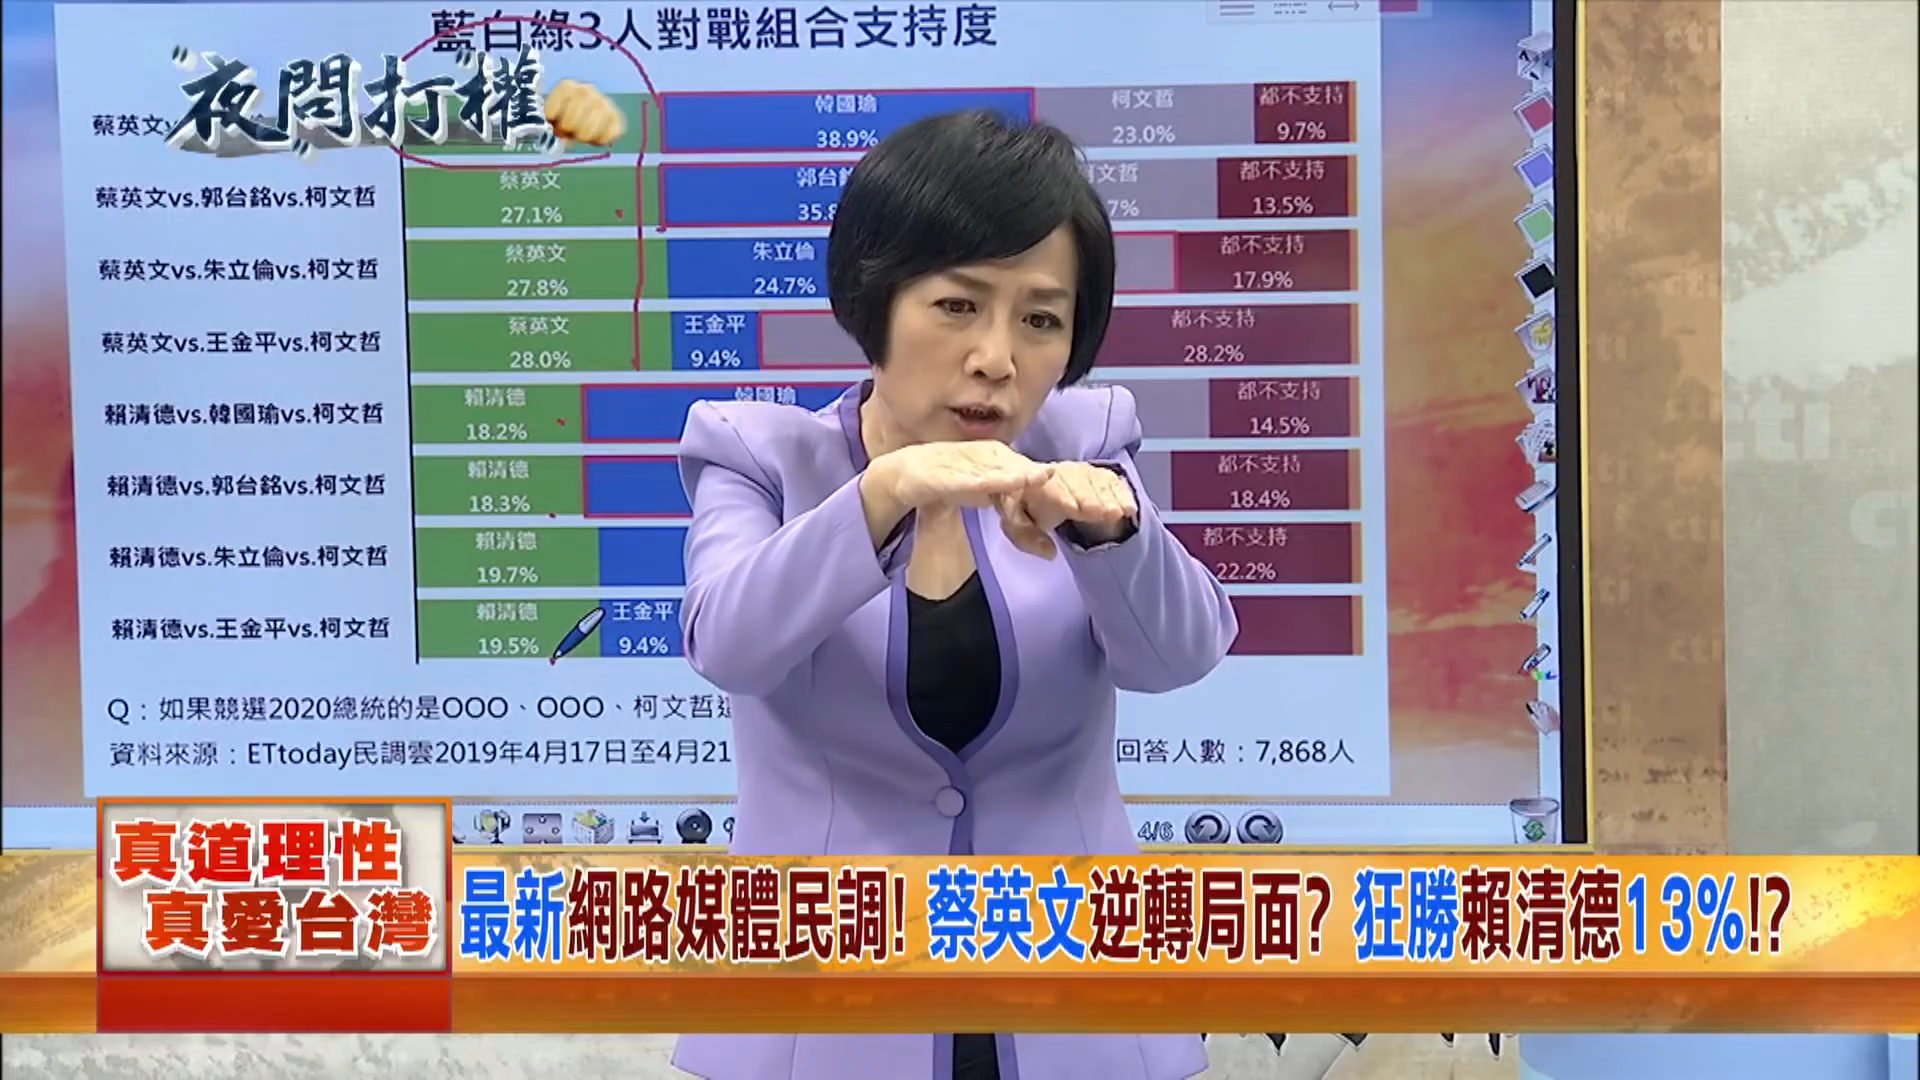 藍白綠3人對戰組合支持度
"夜"問打"權"
蔡英文
韓國瑜
38.9%
柯文哲
23.0%
都不支持
9.7%
蔡英文vs.郭台銘vs.柯文哲
蔡英文
27.1%
郭台銘
35.8
柯文哲
7%
都不支持
13.5%
蔡英文vs.朱立倫vs.柯文哲
蔡英文
27.8%
朱立倫
24.7%
都不支持
17.9%
蔡英文vs.王金平vs.柯文哲
蔡英文
28.0%
王金平
9.4%
都不支持
28.2%
賴清德vs.韓國瑜vs.柯文哲
賴清德
18.2%
韓國瑜
都不支持
14.5%
賴清德vs.郭台銘vs.柯文哲
賴清德
18.3%
都不支持
18.4%
賴清德vs.朱立倫vs.柯文哲
賴清德
19.7%
都不支持
22.2%
賴清德vs.王金平vs.柯文哲
賴清德
19.5%
王金平
9.4%
Q：如果競選2020總統的是OOO、OOO、柯文哲
資料來源：ETtoday民調雲2019年4月17日至4月21
回答人數：7,868人
4/6
真道理性
真愛台灣
最新網路媒體民調! 蔡英文逆轉局面? 狂勝賴清德13%!?
cti